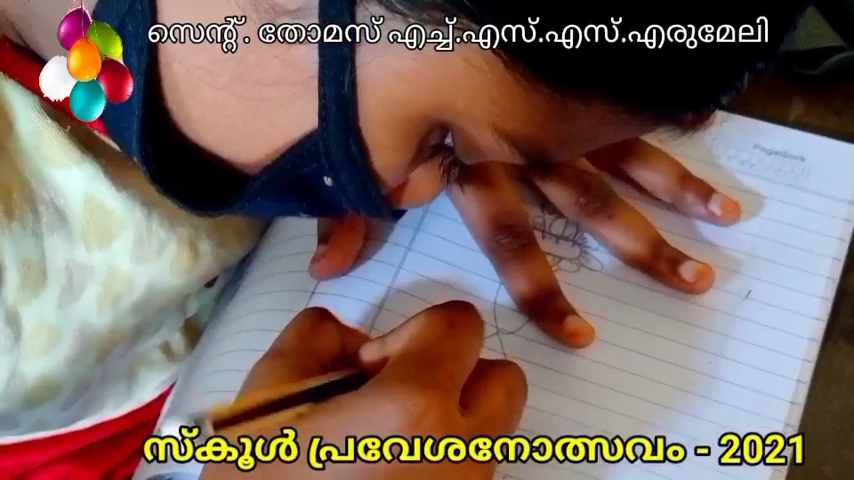 സെന്റ്. തോമസ് എച്ച്.എസ്.എസ്.എരുമേലി
സ്കൂൾ പ്രവേശനോത്സവം - 2021